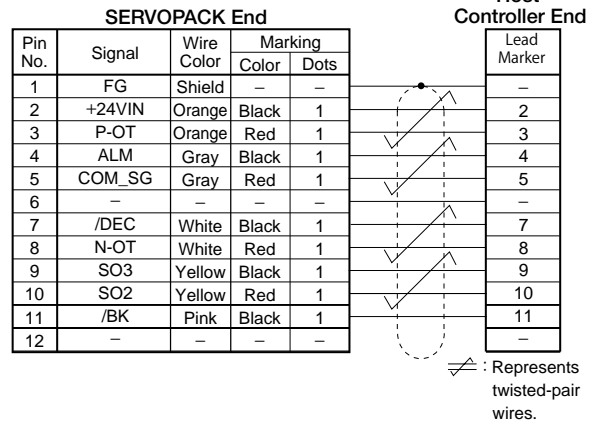 Host
SERVOPACK End Controller End
Pin No. Signal Wire Color Marking Lead Marker
Color Dots
1 FG Shield – – –
2 +24VIN Orange Black 1 2
3 P-OT Orange Red 1 3
4 ALM Gray Black 1 4
5 COM_SG Gray Red 1 5
6 – – – – –
7 /DEC White Black 1 7
8 N-OT White Red 1 8
9 SO3 Yellow Black 1 9
10 SO2 Yellow Red 1 10
11 /BK Pink Black 1 11
12 – – – – –
: Represents
twisted-pair
wires.